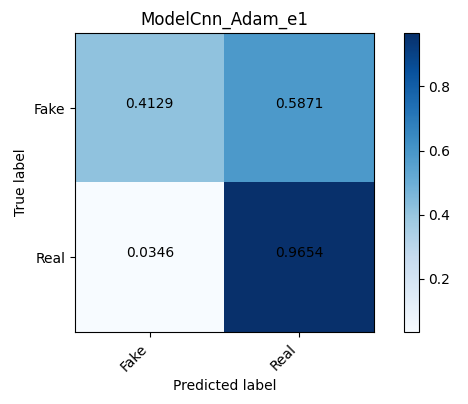 ModelCnn_Adam_e1
True label
Fake
0.4129
0.5871
Real
0.0346
0.9654
Fake
Real
Predicted label
0.8
0.6
0.4
0.2